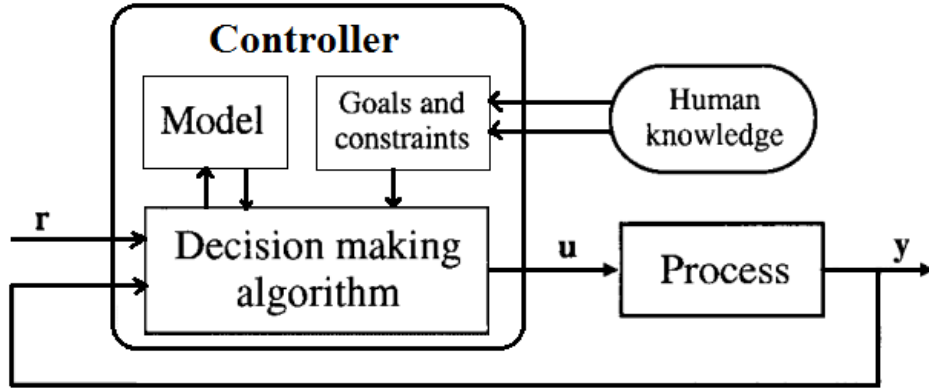 Controller
Model
Goals and
constraints
Human
knowledge
r
Decision making
algorithm
u
Process
y